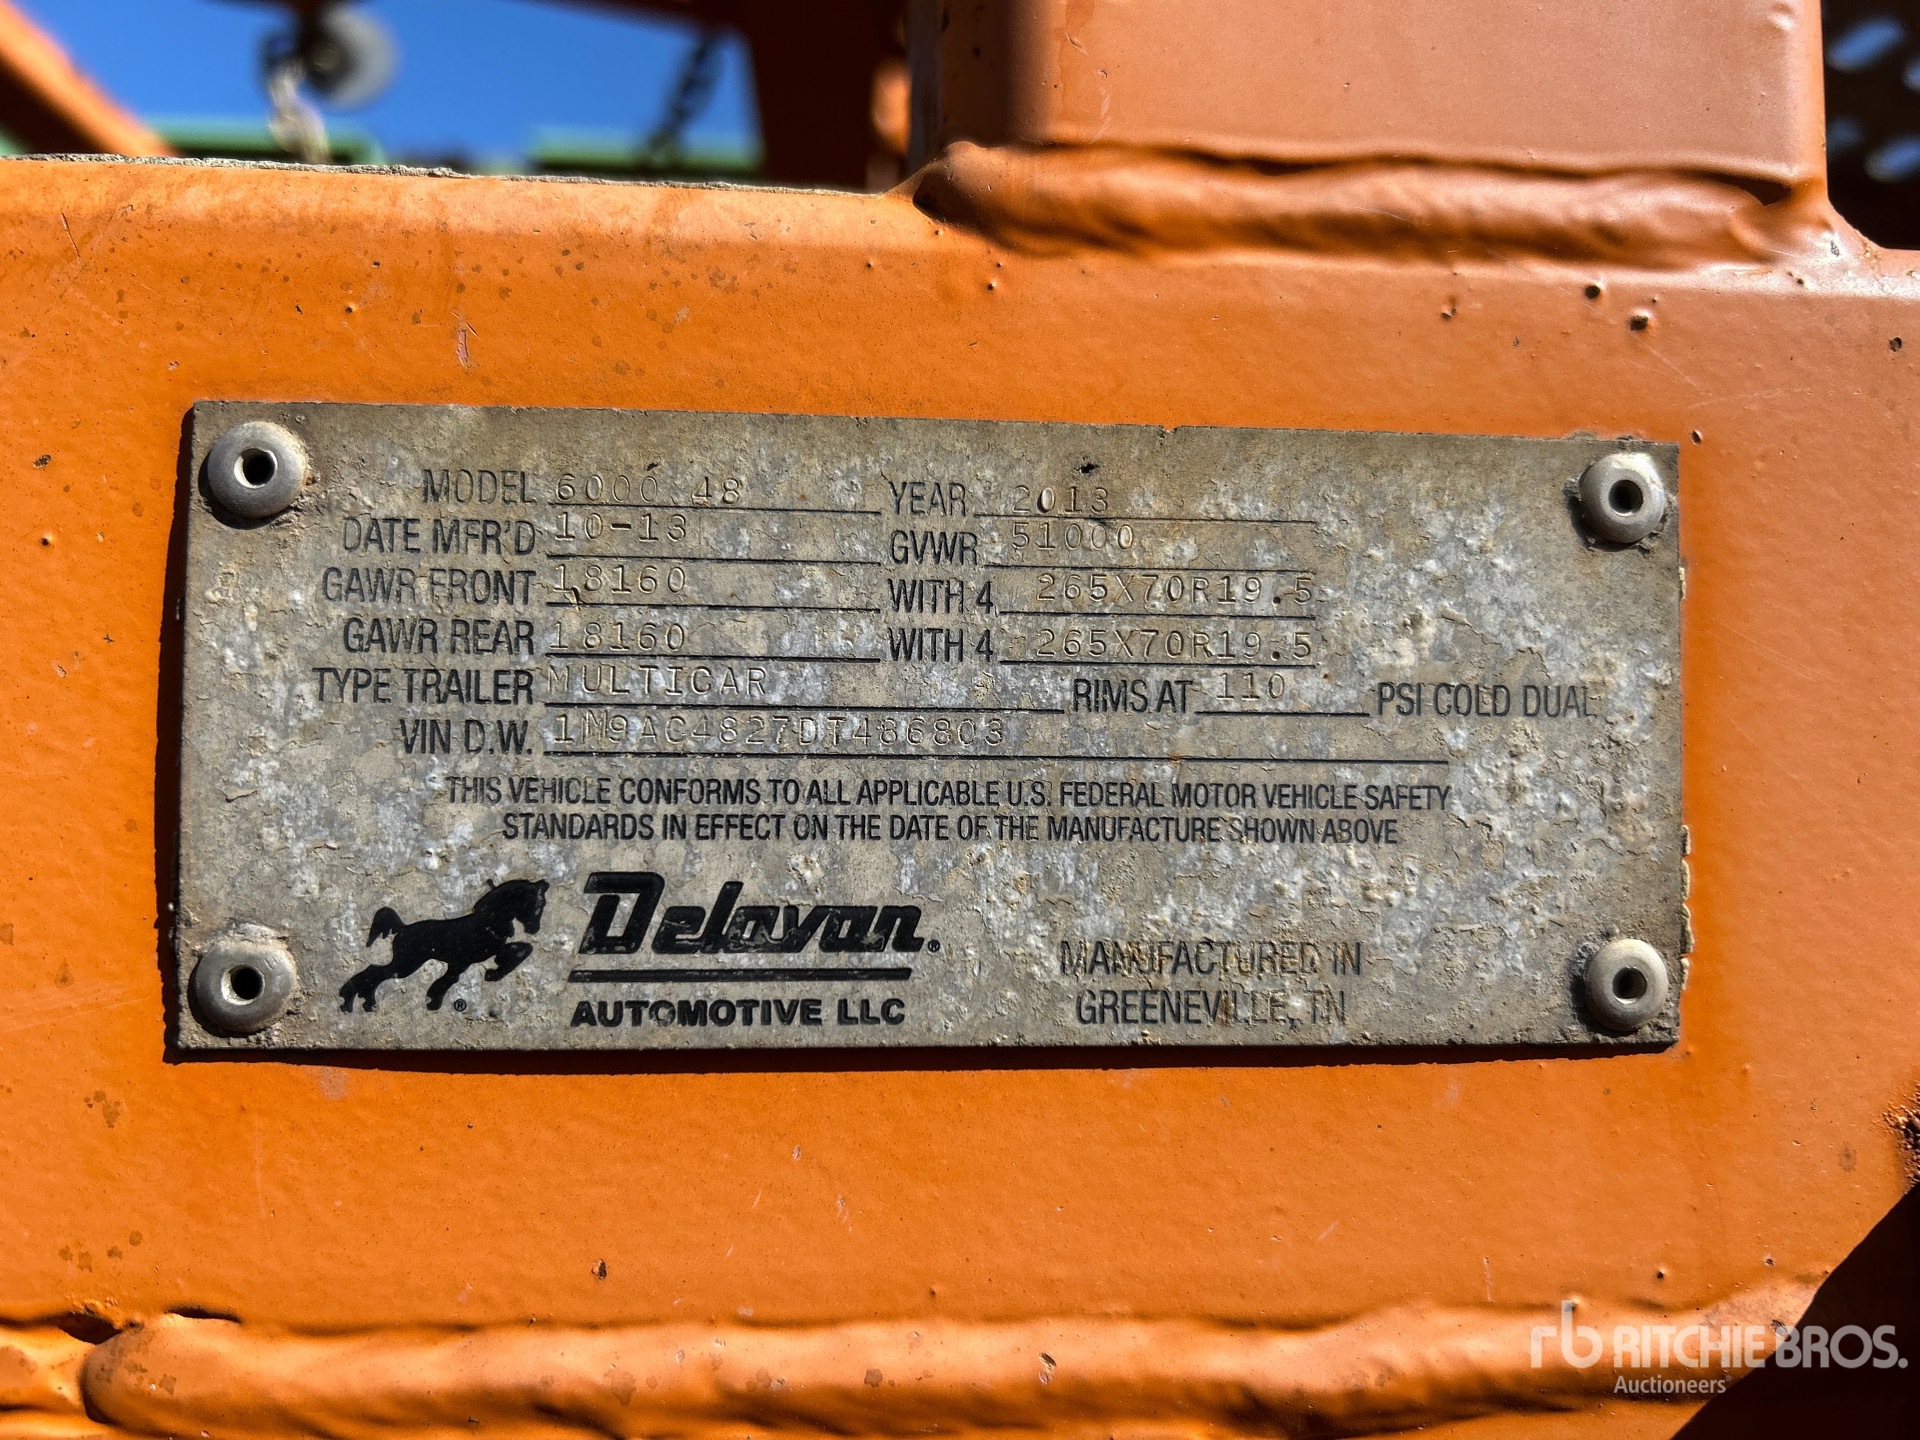 MODEL 6000.48 YEAR 2013
DATE MFR'D 10-13 GVWR 51000
GAWR FRONT 18160 WITH 4 265X70R19.5
GAWR REAR 18160 WITH 4 265X70R19.5
TYPE TRAILER MULTICAR RIMS AT 110 PSI COLD DUAL
VIN D.W. 1M9AC4827DT486803
THIS VEHICLE CONFORMS TO ALL APPLICABLE U.S. FEDERAL MOTOR VEHICLE SAFETY
STANDARDS IN EFFECT ON THE DATE OF THE MANUFACTURE SHOWN ABOVE
Delavan®
AUTOMOTIVE LLC
MANUFACTURED IN
GREENEVILLE, TN
rb RITCHIE BROS.
Auctioneers